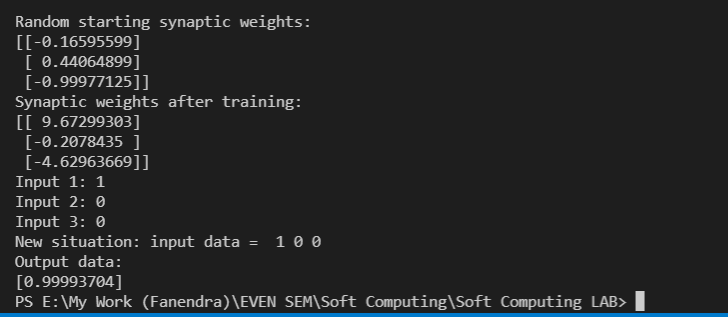 Random starting synaptic weights:
[[-0.16595599]
 [ 0.44064899]
 [-0.99977125]]
Synaptic weights after training:
[[ 9.67299303]
 [-0.2078435 ]
 [-4.62963669]]
Input 1: 1
Input 2: 0
Input 3: 0
New situation: input data =  1 0 0
Output data:
[0.99993704]
PS E:\My Work (Fanendra)\EVEN SEM\Soft Computing\Soft Computing LAB>